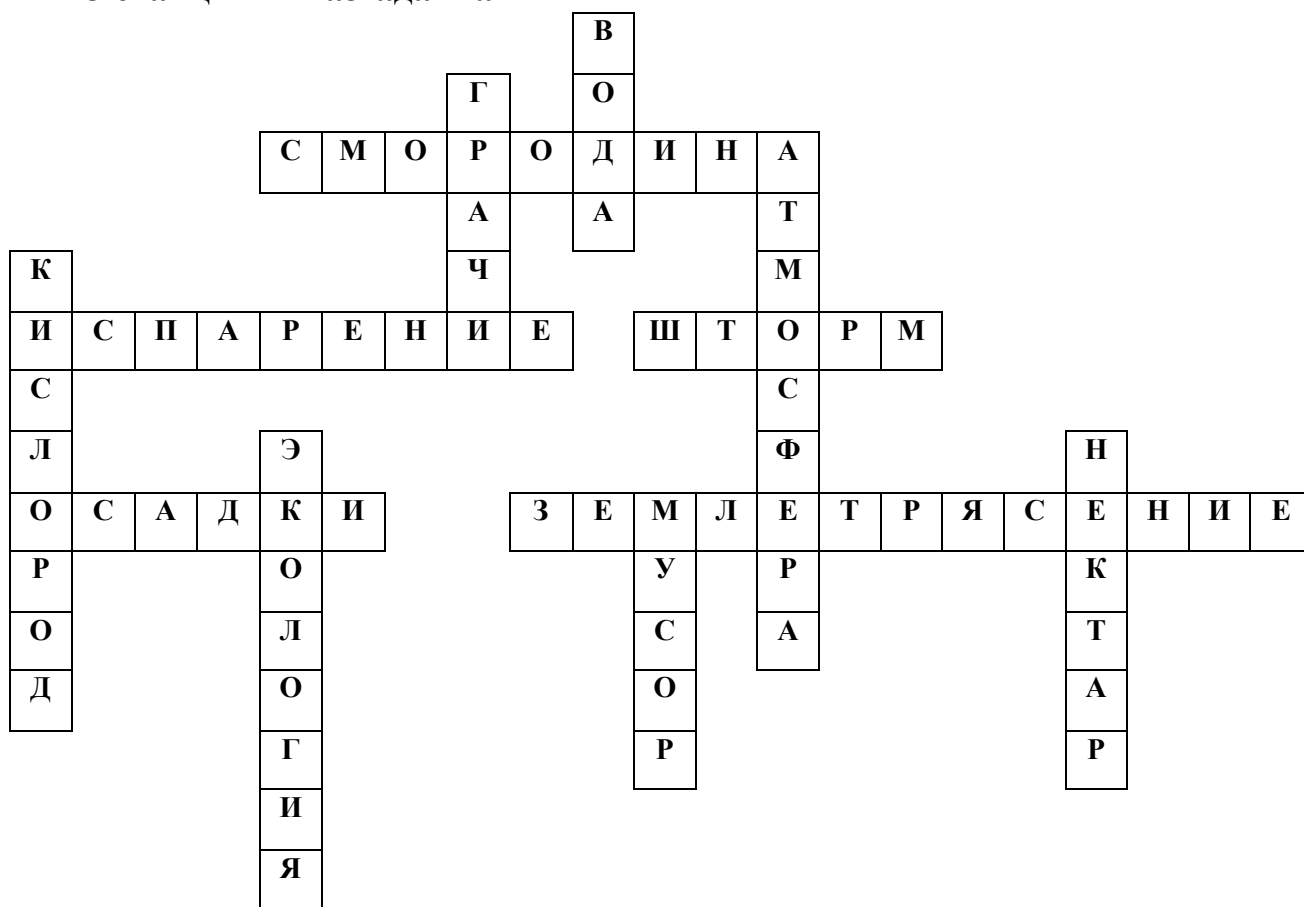 В
Г О
С М О Р О Д И Н А
А А Т
К Ч М
И С П А Р Е Н И Е Ш Т О Р М
С С
Л Э Ф Н
О С А Д К И З Е М Л Е Т Р Я С Е Н И Е
Р О У Р К
О Л С А Т
Д О О А
Г Р Р
И
Я